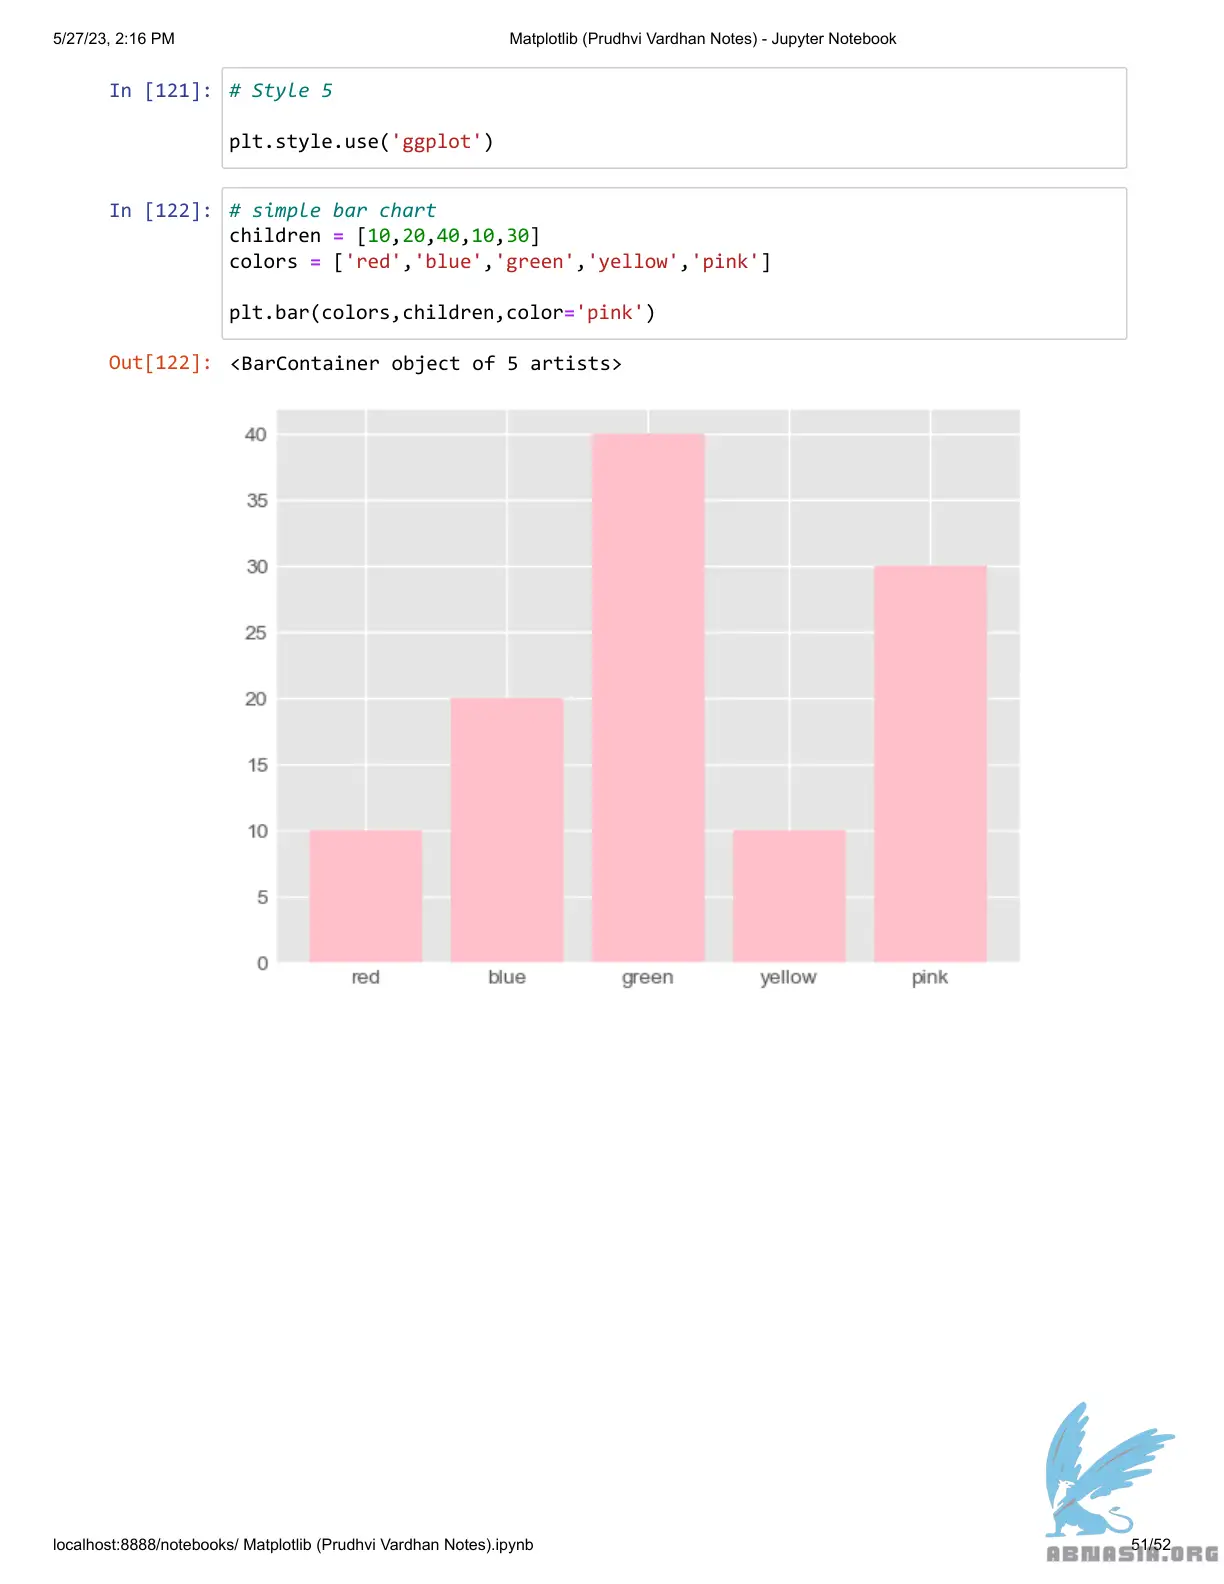 5/27/23, 2:16 PM
Matplotlib (Prudhvi Vardhan Notes) - Jupyter Notebook
In [121]:
# Style 5
plt.style.use('ggplot')
In [122]:
# simple bar chart
children = [10,20,40,10,30]
colors = ['red','blue','green','yellow','pink']
plt.bar(colors,children,color='pink')
Out[122]:
<BarContainer object of 5 artists>
40
35
30
25
20
15
10
5
0
red blue green yellow pink
localhost:8888/notebooks/ Matplotlib (Prudhvi Vardhan Notes).ipynb
51/52
ABNASIA.ORG